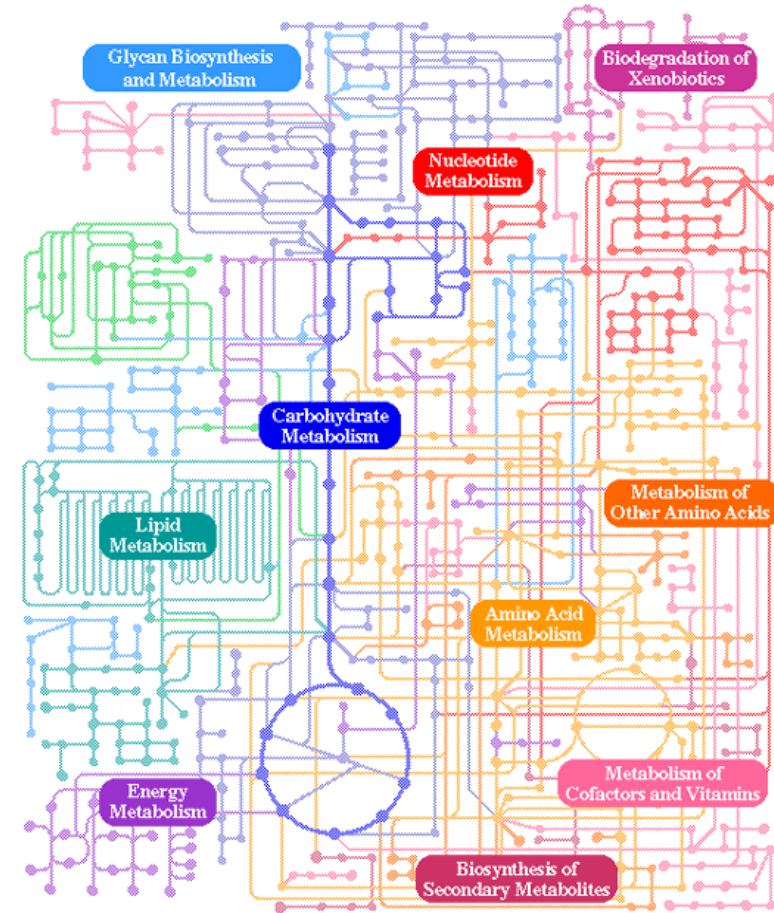 Glycan Biosynthesis
and Metabolism
Biodegradation of
Xenobiotics
Nucleotide
Metabolism
Carbohydrate
Metabolism
Metabolism of
Other Amino Acids
Lipid
Metabolism
Amino Acid
Metabolism
Metabolism of
Cofactors and Vitamins
Energy
Metabolism
Biosynthesis of
Secondary Metabolites